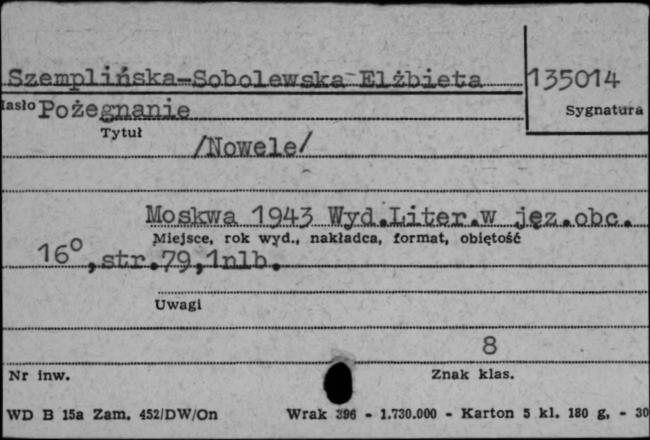 Szemplińska-Sobolewska Elżbieta 135014
Hasło Pożegnanie Sygnatura
Tytuł
/Nowele/
Moskwa 1943 Wyd.Liter.w jęz.obc.
Miejsce, rok wyd., nakładca, format, objętość
16°,str.79,1nlb.
Uwagi
8
Nr inw. Znak klas.
WD B 15a Zam. 452/DW/On Wrak 396 - 1.730.000 - Karton 5 kl. 180 g. - 30